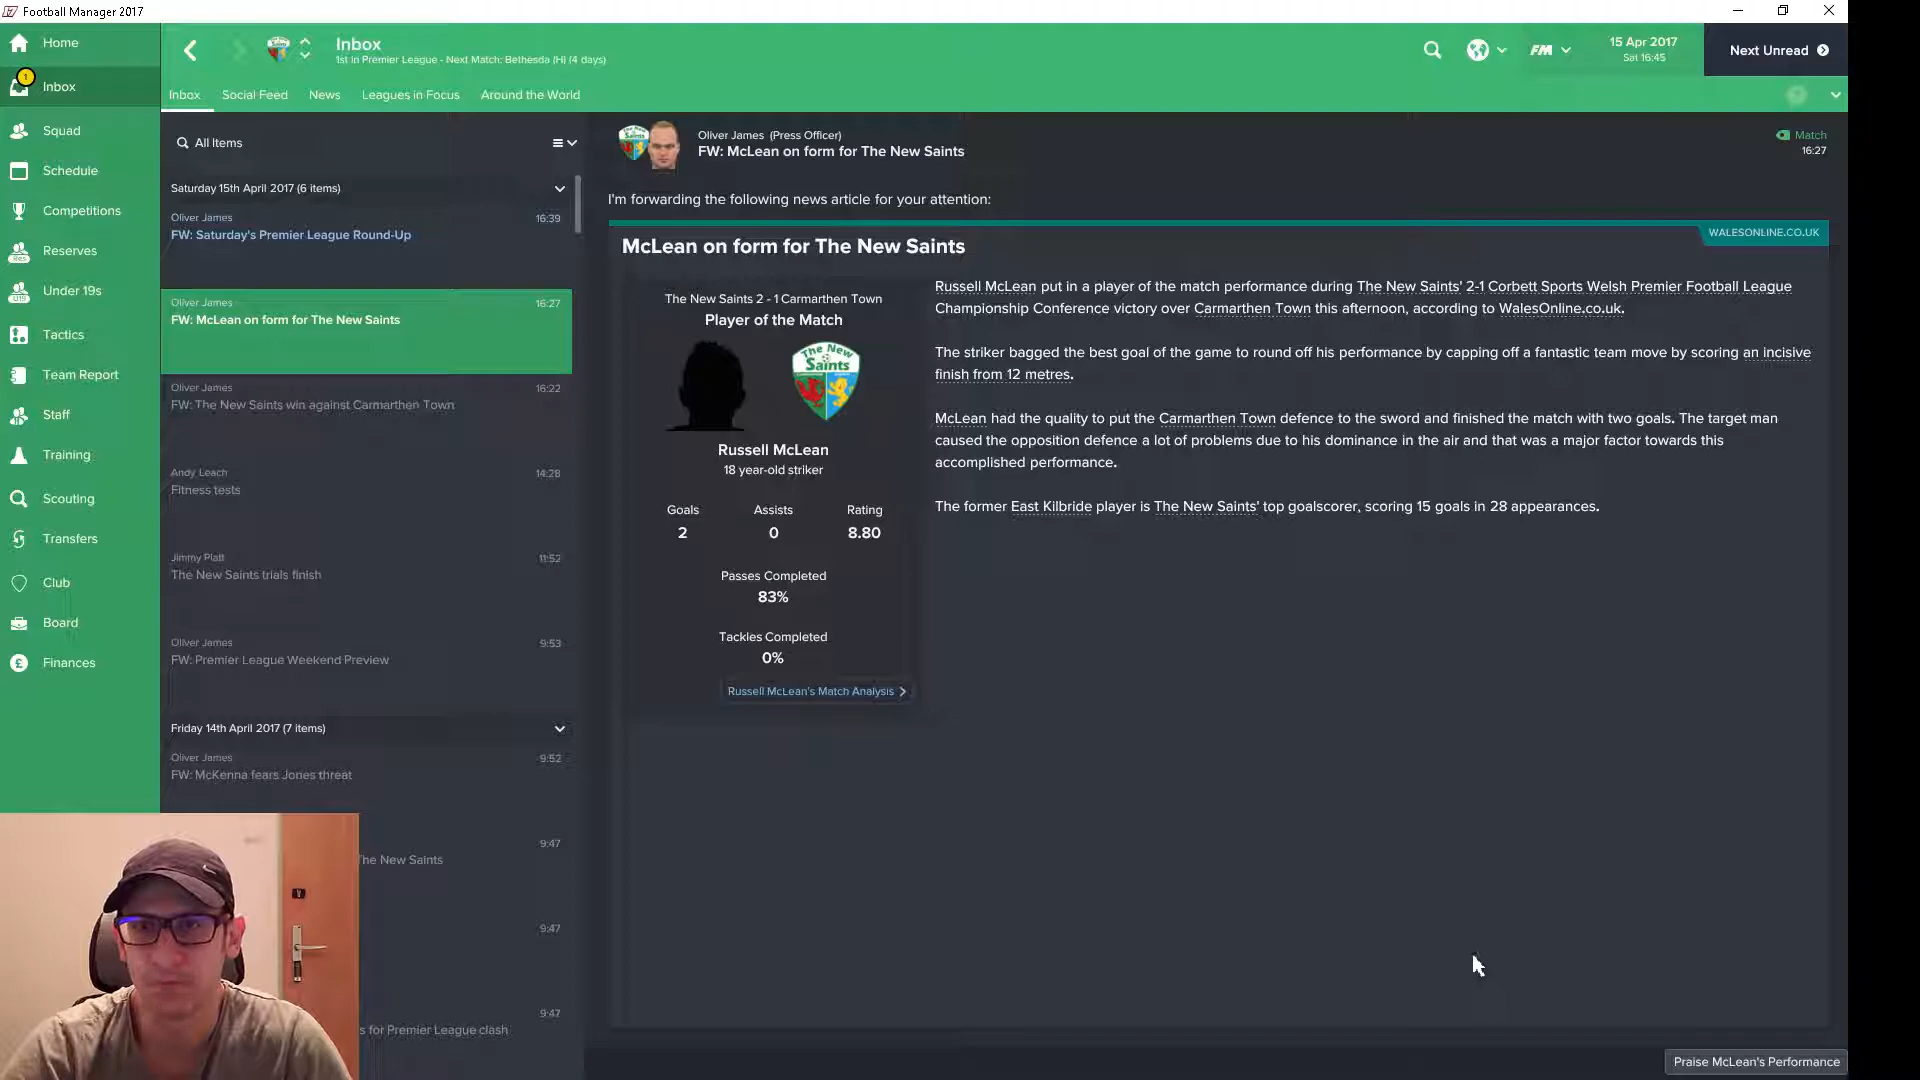 Football Manager 2017
Home
1
Inbox
Squad
Schedule
Competitions
Reserves
Under 19s
Tactics
Team Report
Staff
Training
Scouting
Transfers
Club
Board
Finances
Inbox
1st in Premier League - Next Match: Bethesda (H) (4 days)
FM
15 Apr 2017
Sat 16:45
Next Unread
Inbox
Social Feed
News
Leagues in Focus
Around the World
All Items
Saturday 15th April 2017 (6 items)
Oliver James 16:39
FW: Saturday's Premier League Round-Up
Oliver James 16:27
FW: McLean on form for The New Saints
Oliver James 16:22
FW: The New Saints win against Carmarthen Town
Andy Leach 14:28
Fitness tests
Jimmy Platt 11:52
The New Saints trials finish
Oliver James 9:53
FW: Premier League Weekend Preview
Friday 14th April 2017 (7 items)
Oliver James 9:52
FW: McKenna fears Jones threat
9:47
The New Saints
9:47
9:47
s for Premier League clash
Oliver James (Press Officer)
FW: McLean on form for The New Saints
Match
16:27
I'm forwarding the following news article for your attention:
WALESONLINE.CO.UK
McLean on form for The New Saints
The New Saints 2 - 1 Carmarthen Town
Player of the Match
The New Saints
Russell McLean
18 year-old striker
Goals Assists Rating
2 0 8.80
Passes Completed
83%
Tackles Completed
0%
Russell McLean's Match Analysis
Russell McLean put in a player of the match performance during The New Saints' 2-1 Corbett Sports Welsh Premier Football League
Championship Conference victory over Carmarthen Town this afternoon, according to WalesOnline.co.uk.
The striker bagged the best goal of the game to round off his performance by capping off a fantastic team move by scoring an incisive
finish from 12 metres.
McLean had the quality to put the Carmarthen Town defence to the sword and finished the match with two goals. The target man
caused the opposition defence a lot of problems due to his dominance in the air and that was a major factor towards this
accomplished performance.
The former East Kilbride player is The New Saints' top goalscorer, scoring 15 goals in 28 appearances.
Praise McLean's Performance